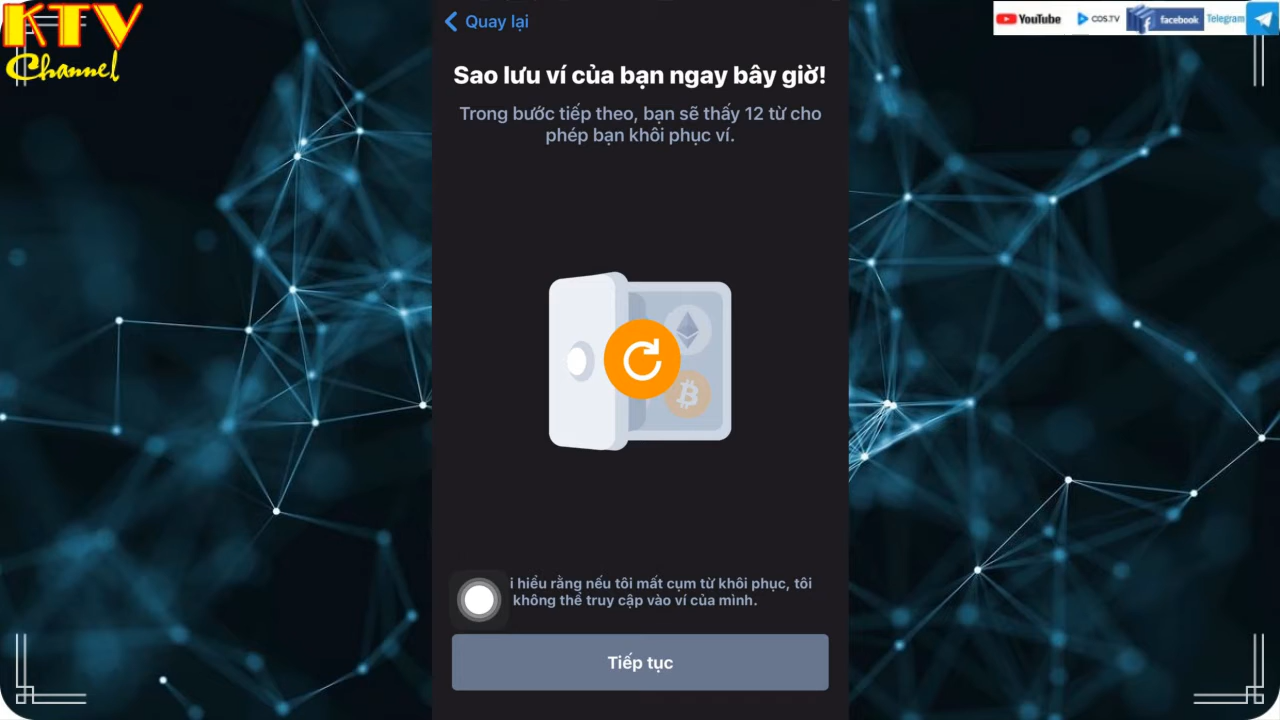 KTV
Channel
YouTube
COS.TV
facebook
Telegram
Quay lại
Sao lưu ví của bạn ngay bây giờ!
Trong bước tiếp theo, bạn sẽ thấy 12 từ cho
phép bạn khôi phục ví.
i hiểu rằng nếu tôi mất cụm từ khôi phục, tôi
không thể truy cập vào ví của mình.
Tiếp tục